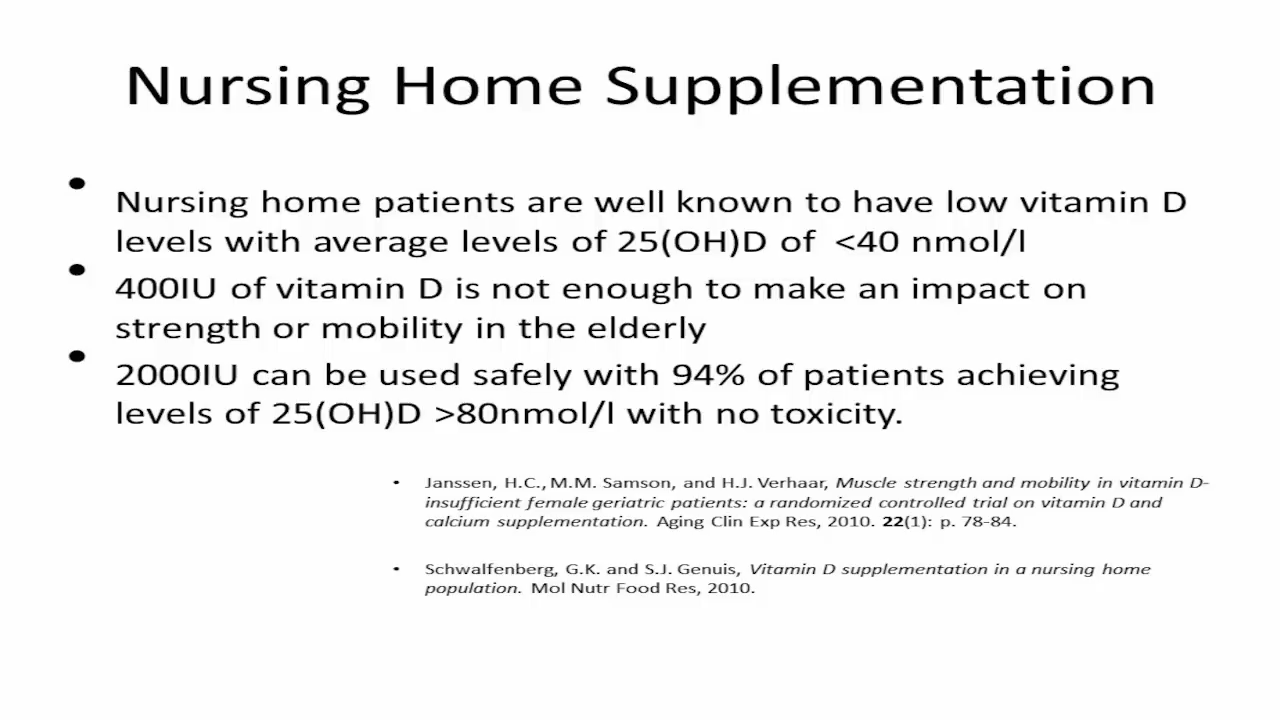 Nursing Home Supplementation
• Nursing home patients are well known to have low vitamin D
levels with average levels of 25(OH)D of <40 nmol/l
• 400IU of vitamin D is not enough to make an impact on
strength or mobility in the elderly
• 2000IU can be used safely with 94% of patients achieving
levels of 25(OH)D >80nmol/l with no toxicity.
• Janssen, H.C., M.M. Samson, and H.J. Verhaar, Muscle strength and mobility in vitamin D-
insufficient female geriatric patients: a randomized controlled trial on vitamin D and
calcium supplementation. Aging Clin Exp Res, 2010. 22(1): p. 78-84.
• Schwalfenberg, G.K. and S.J. Genuis, Vitamin D supplementation in a nursing home
population. Mol Nutr Food Res, 2010.